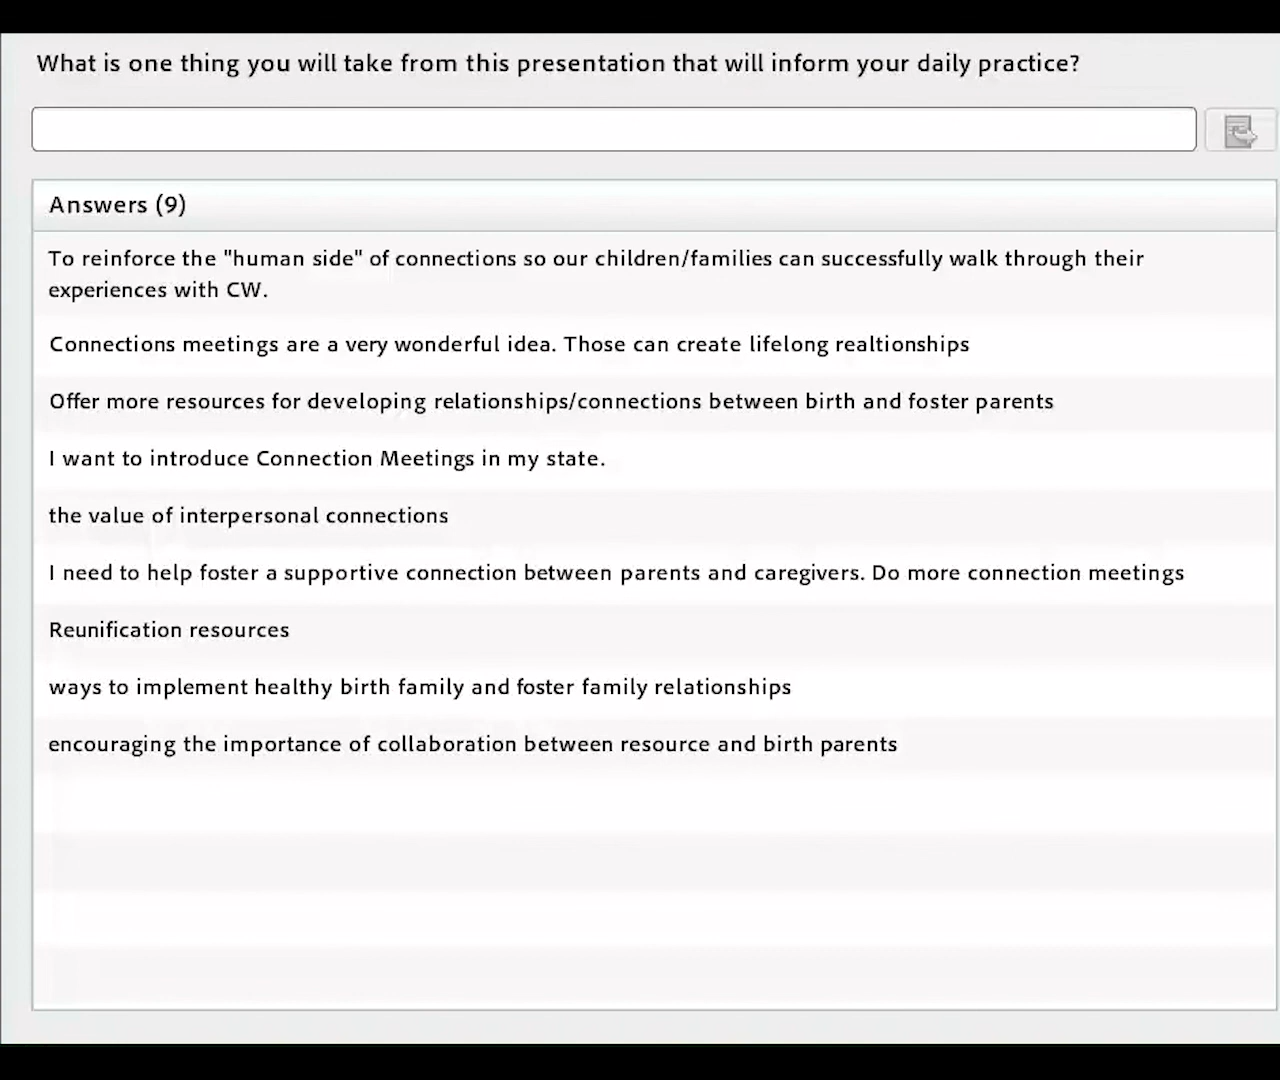 What is one thing you will take from this presentation that will inform your daily practice?
Answers (9)
To reinforce the "human side" of connections so our children/families can successfully walk through their
experiences with CW.
Connections meetings are a very wonderful idea. Those can create lifelong realtionships
Offer more resources for developing relationships/connections between birth and foster parents
I want to introduce Connection Meetings in my state.
the value of interpersonal connections
I need to help foster a supportive connection between parents and caregivers. Do more connection meetings
Reunification resources
ways to implement healthy birth family and foster family relationships
encouraging the importance of collaboration between resource and birth parents